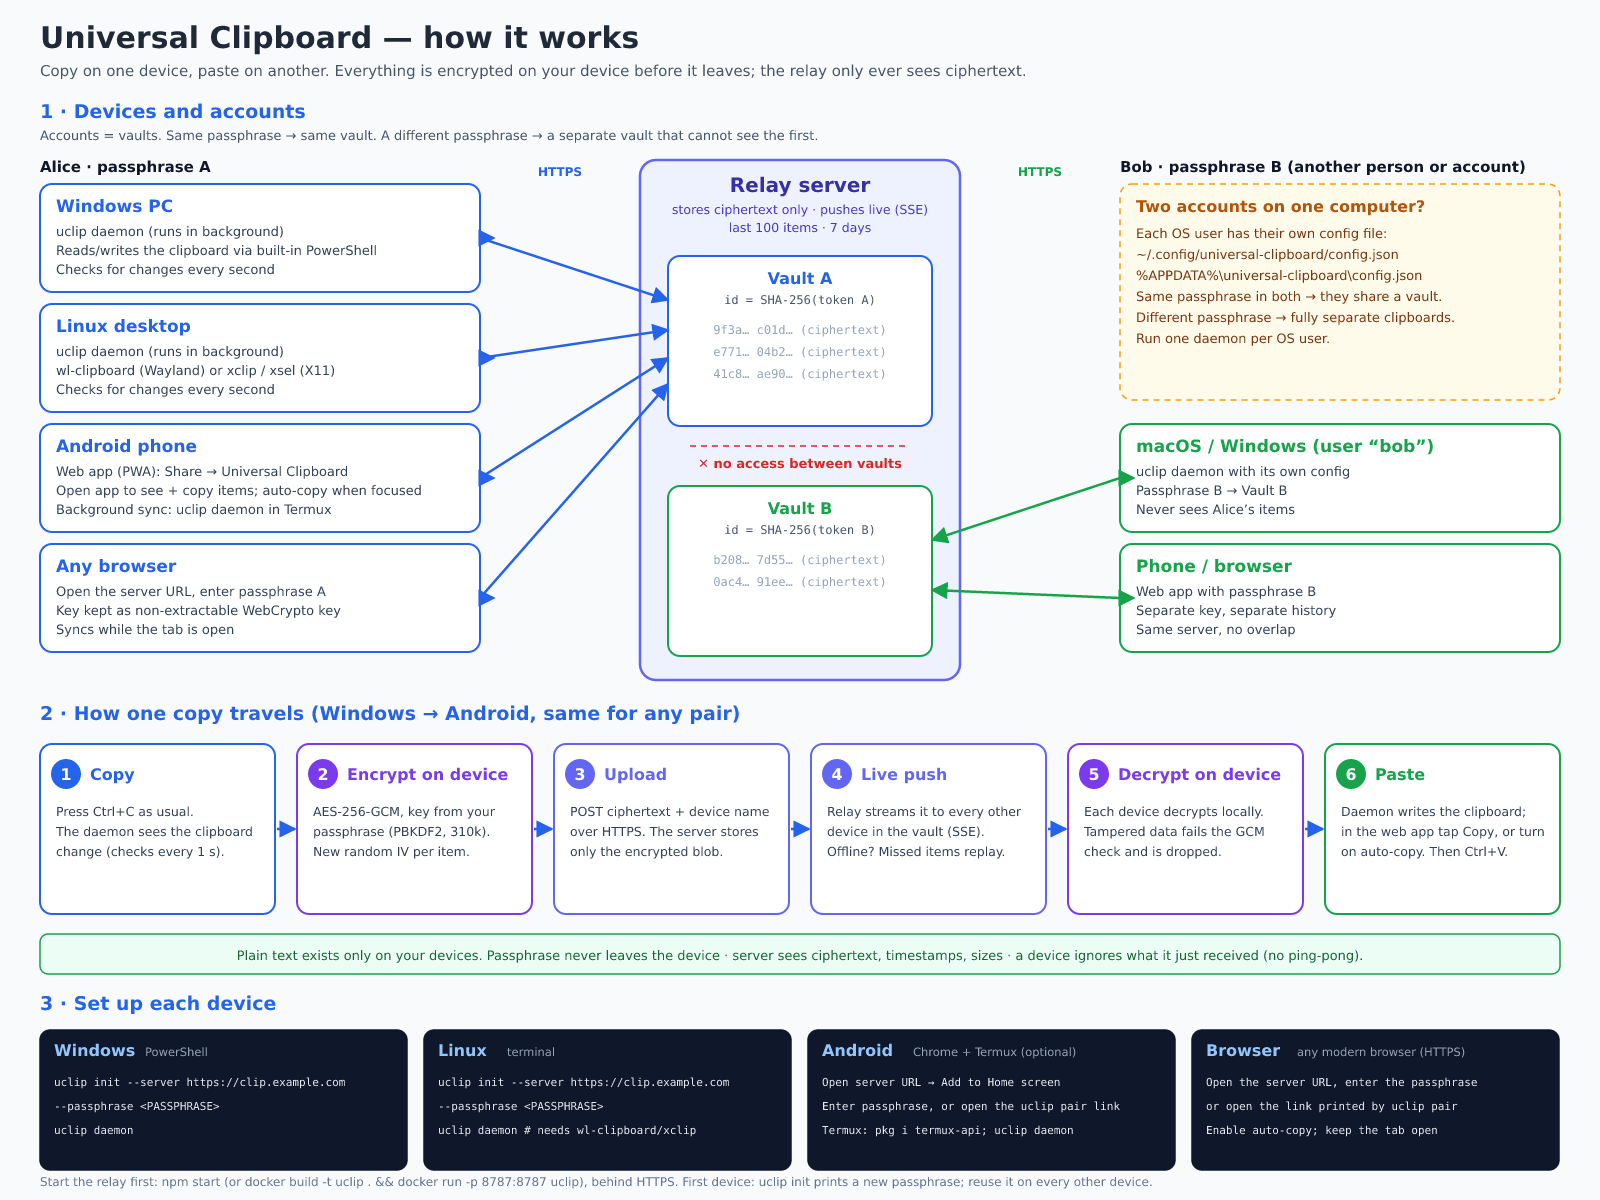 Universal Clipboard — how it works
Copy on one device, paste on another. Everything is encrypted on your device before it leaves; the relay only ever sees ciphertext.
1 · Devices and accounts
Accounts = vaults. Same passphrase → same vault. A different passphrase → a separate vault that cannot see the first.
Alice · passphrase A
Windows PC
uclip daemon (runs in background)
Reads/writes the clipboard via built-in PowerShell
Checks for changes every second
Linux desktop
uclip daemon (runs in background)
wl-clipboard (Wayland) or xclip / xsel (X11)
Checks for changes every second
Android phone
Web app (PWA): Share → Universal Clipboard
Open app to see + copy items; auto-copy when focused
Background sync: uclip daemon in Termux
Any browser
Open the server URL, enter passphrase A
Key kept as non-extractable WebCrypto key
Syncs while the tab is open
HTTPS
Relay server
stores ciphertext only · pushes live (SSE)
last 100 items · 7 days
Vault A
id = SHA-256(token A)
9f3a… c01d… (ciphertext)
e771… 04b2… (ciphertext)
41c8… ae90… (ciphertext)
✕ no access between vaults
Vault B
id = SHA-256(token B)
b208… 7d55… (ciphertext)
0ac4… 91ee… (ciphertext)
HTTPS
Bob · passphrase B (another person or account)
Two accounts on one computer?
Each OS user has their own config file:
~/.config/universal-clipboard/config.json
%APPDATA%\universal-clipboard\config.json
Same passphrase in both → they share a vault.
Different passphrase → fully separate clipboards.
Run one daemon per OS user.
macOS / Windows (user “bob”)
uclip daemon with its own config
Passphrase B → Vault B
Never sees Alice’s items
Phone / browser
Web app with passphrase B
Separate key, separate history
Same server, no overlap
2 · How one copy travels (Windows → Android, same for any pair)
1 Copy
Press Ctrl+C as usual.
The daemon sees the clipboard
change (checks every 1 s).
2 Encrypt on device
AES-256-GCM, key from your
passphrase (PBKDF2, 310k).
New random IV per item.
3 Upload
POST ciphertext + device name
over HTTPS. The server stores
only the encrypted blob.
4 Live push
Relay streams it to every other
device in the vault (SSE).
Offline? Missed items replay.
5 Decrypt on device
Each device decrypts locally.
Tampered data fails the GCM
check and is dropped.
6 Paste
Daemon writes the clipboard;
in the web app tap Copy, or turn
on auto-copy. Then Ctrl+V.
Plain text exists only on your devices. Passphrase never leaves the device · server sees ciphertext, timestamps, sizes · a device ignores what it just received (no ping-pong).
3 · Set up each device
Windows PowerShell
uclip init --server https://clip.example.com
--passphrase <PASSPHRASE>
uclip daemon
Linux terminal
uclip init --server https://clip.example.com
--passphrase <PASSPHRASE>
uclip daemon # needs wl-clipboard/xclip
Android Chrome + Termux (optional)
Open server URL → Add to Home screen
Enter passphrase, or open the uclip pair link
Termux: pkg i termux-api; uclip daemon
Browser any modern browser (HTTPS)
Open the server URL, enter the passphrase
or open the link printed by uclip pair
Enable auto-copy; keep the tab open
Start the relay first: npm start (or docker build -t uclip . && docker run -p 8787:8787 uclip), behind HTTPS. First device: uclip init prints a new passphrase; reuse it on every other device.